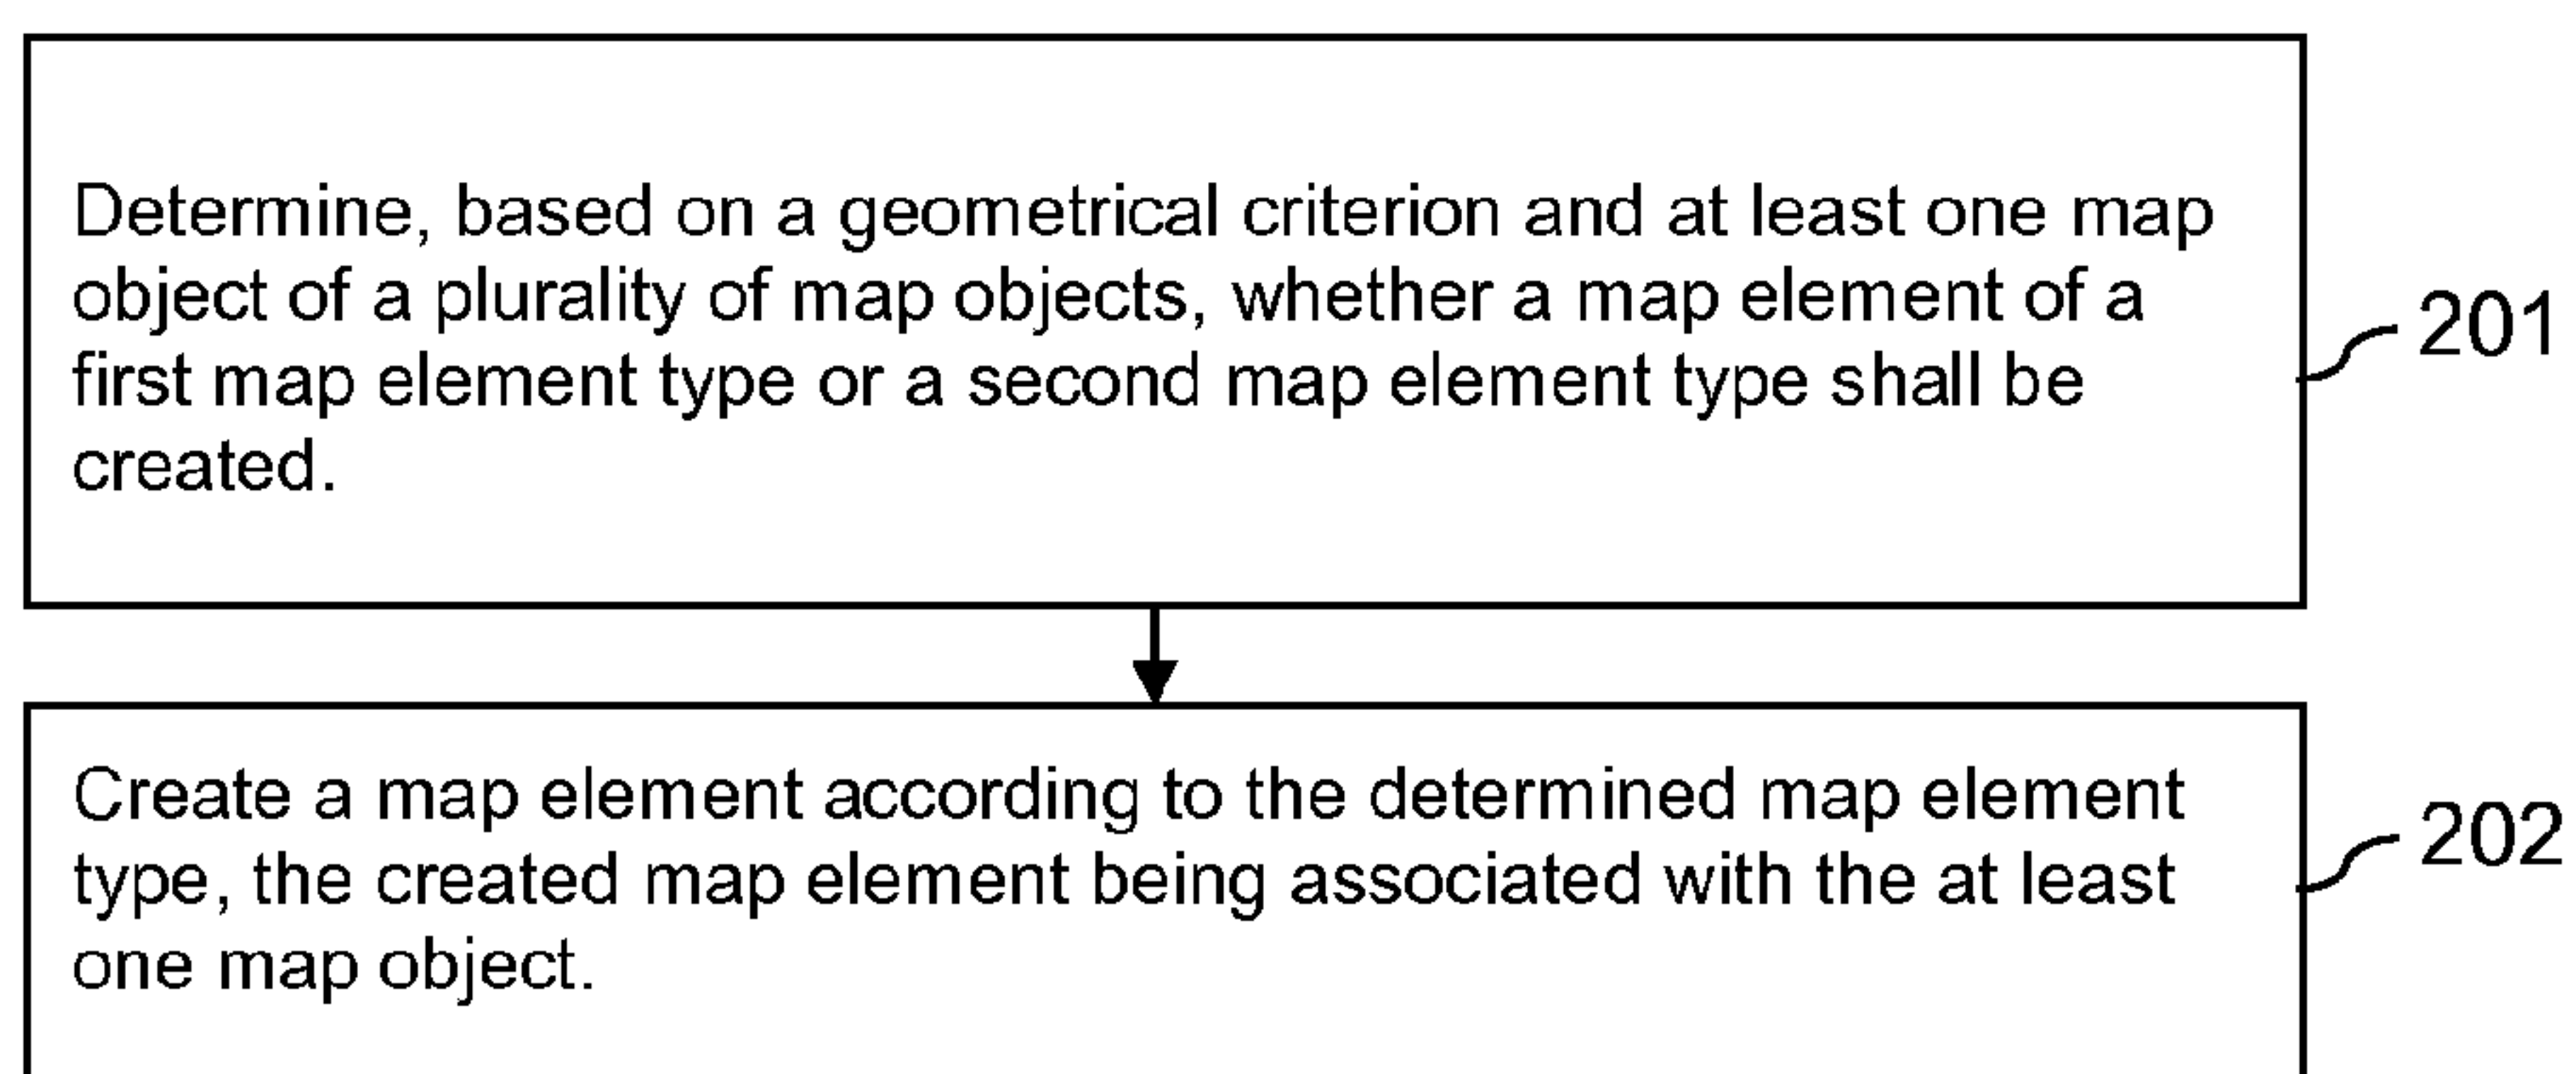 Determine, based on a geometrical criterion and at least one map
object of a plurality of map objects, whether a map element of a
first map element type or a second map element type shall be
created.
201
Create a map element according to the determined map element
type, the created map element being associated with the at least
one map object.
202